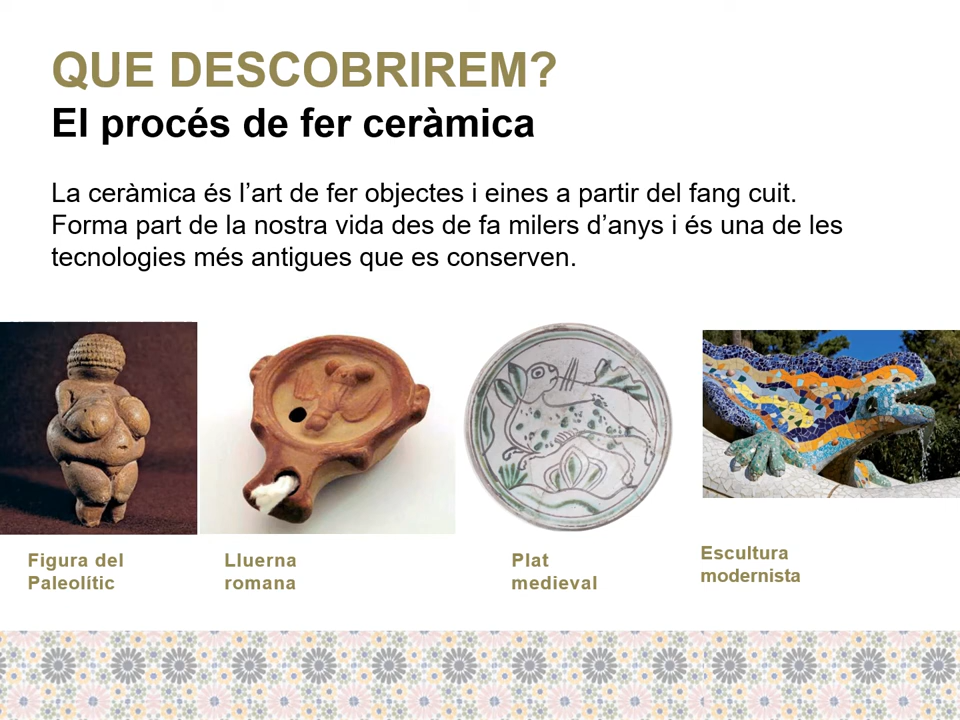 QUE DESCOBRIREM?
El procés de fer ceràmica
La ceràmica és l’art de fer objectes i eines a partir del fang cuit.
Forma part de la nostra vida des de fa milers d’anys i és una de les
tecnologies més antigues que es conserven.
Figura del
Paleolític
Lluerna
romana
Plat
medieval
Escultura
modernista